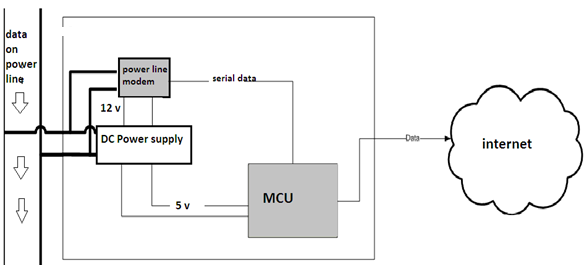 data
on
power
line
power line
modem
serial data
12 v
DC Power supply
5 v
MCU
Data
internet